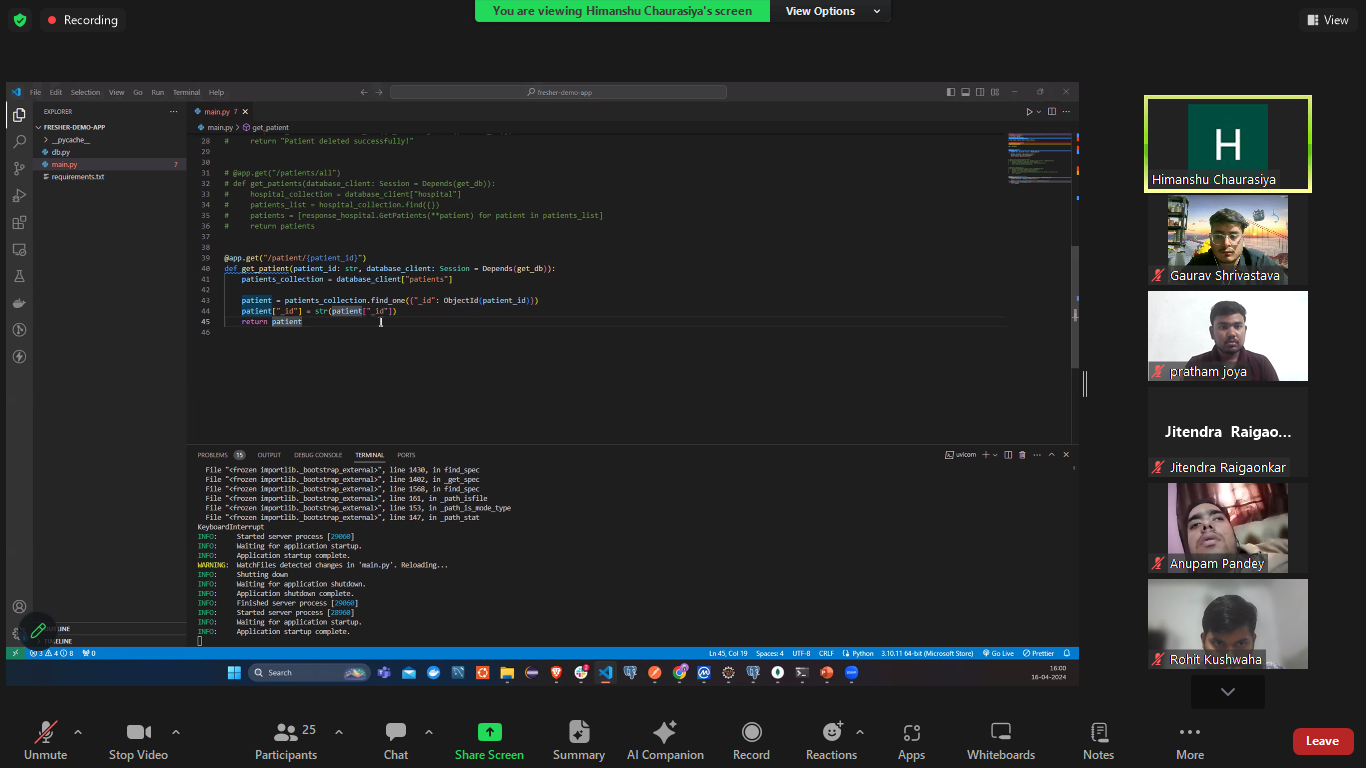 Recording
You are viewing Himanshu Chaurasiya's screen
View Options
View
File Edit Selection View Go Run Terminal Help
fresher-demo-app
EXPLORER
FRESHER-DEMO-APP
__pycache__
db.py
main.py 7
requirements.txt
OUTLINE
TIMELINE
main.py 7
main.py > get_patient
28 # return "Patient deleted successfully!"
29
30
31 # @app.get("/patients/all")
32 # def get_patients(database_client: Session = Depends(get_db)):
33 # hospital_collection = database_client["hospital"]
34 # patients_list = hospital_collection.find({})
35 # patients = [response_hospital.GetPatients(**patient) for patient in patients_list]
36 # return patients
37
38
39 @app.get("/patient/{patient_id}")
40 def get_patient(patient_id: str, database_client: Session = Depends(get_db)):
41 patients_collection = database_client["patients"]
42
43 patient = patients_collection.find_one({"_id": ObjectId(patient_id)})
44 patient["_id"] = str(patient["_id"])
45 return patient
46
PROBLEMS 15 OUTPUT DEBUG CONSOLE TERMINAL PORTS
uvicorn
File "<frozen importlib._bootstrap_external>", line 1430, in find_spec
File "<frozen importlib._bootstrap_external>", line 1402, in _get_spec
File "<frozen importlib._bootstrap_external>", line 1568, in find_spec
File "<frozen importlib._bootstrap_external>", line 161, in _path_isfile
File "<frozen importlib._bootstrap_external>", line 153, in _path_is_mode_type
File "<frozen importlib._bootstrap_external>", line 147, in _path_stat
KeyboardInterrupt
INFO: Started server process [29060]
INFO: Waiting for application startup.
INFO: Application startup complete.
WARNING: WatchFiles detected changes in 'main.py'. Reloading...
INFO: Shutting down
INFO: Waiting for application shutdown.
INFO: Application shutdown complete.
INFO: Finished server process [29060]
INFO: Started server process [28960]
INFO: Waiting for application startup.
INFO: Application startup complete.
3 4 8 0
Ln 45, Col 19 Spaces: 4 UTF-8 CRLF Python 3.10.11 64-bit (Microsoft Store) Go Live Prettier
Search
16:00
16-04-2024
H
Himanshu Chaurasiya
Gaurav Shrivastava
pratham joya
Jitendra Raigao...
Jitendra Raigaonkar
Anupam Pandey
Rohit Kushwaha
Unmute
Stop Video
25
Participants
Chat
Share Screen
Summary
AI Companion
Record
Reactions
Apps
Whiteboards
Notes
More
Leave